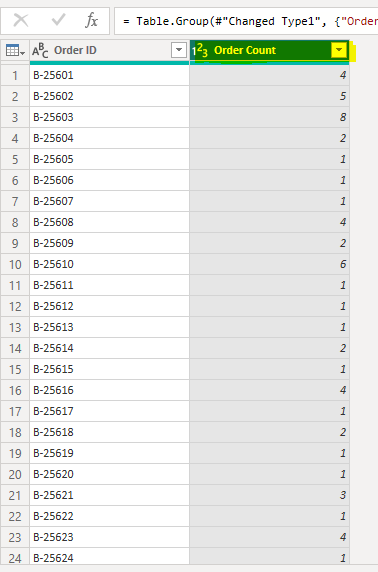 fx = Table.Group(#"Changed Type1", {"Order
ABC Order ID 123 Order Count
1 B-25601 4
2 B-25602 5
3 B-25603 8
4 B-25604 2
5 B-25605 1
6 B-25606 1
7 B-25607 1
8 B-25608 4
9 B-25609 2
10 B-25610 6
11 B-25611 1
12 B-25612 1
13 B-25613 1
14 B-25614 2
15 B-25615 1
16 B-25616 4
17 B-25617 1
18 B-25618 2
19 B-25619 1
20 B-25620 1
21 B-25621 3
22 B-25622 1
23 B-25623 4
24 B-25624 1